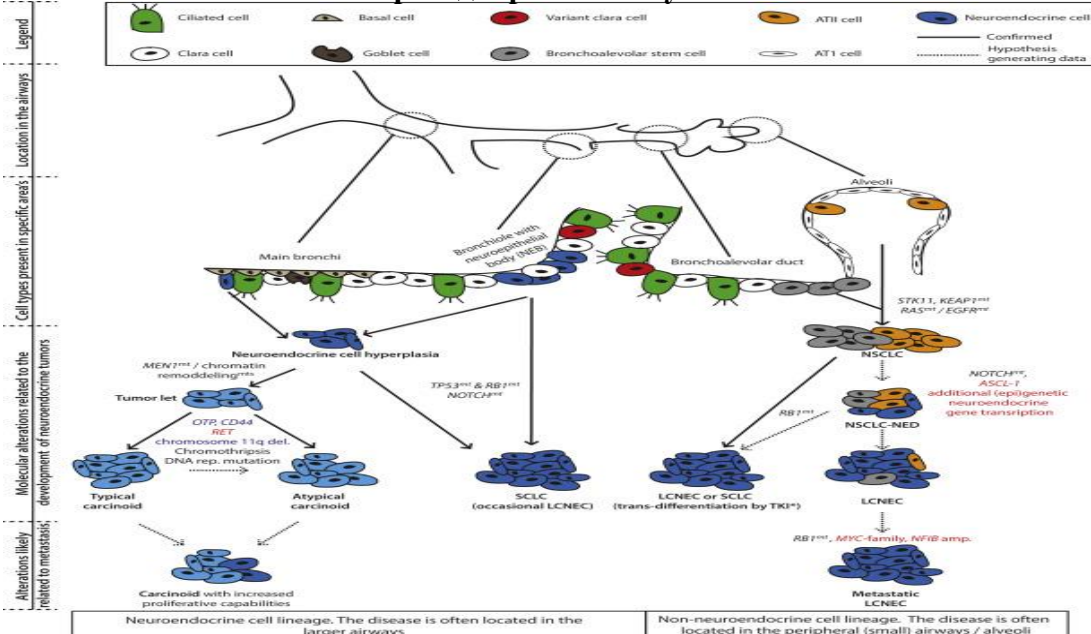 Legend
Ciliated cell
Basal cell
Variant clara cell
ATII cell
Neuroendocrine cell
Clara cell
Goblet cell
Bronchoalevolar stem cell
AT1 cell
Confirmed
Hypothesis
generating data
Location in the airways
Cell types present in specific area's
Alveoli
Main bronchi
Bronchiole with
neuroepithelial
body (NEB)
Bronchoalevolar duct
STK11, KEAP1mt
RASmt / EGFRmt
Molecular alterations related to the
development of neuroendocrine tumors
Neuroendocrine cell hyperplasia
NSCLC
MEN1mt / chromatin
remoddelingmts
Tumor let
TP53mt & RB1mt
NOTCHmt
NOTCHmt,
ASCL-1
additional (epi)genetic
neuroendocrine
gene transription
RB1mt
NSCLC-NED
OTP, CD44
RET
chromosome 11q del.
Chromothripsis
DNA rep. mutation
Typical
carcinoid
Atypical
carcinoid
SCLC
(occasional LCNEC)
LCNEC or SCLC
(trans-differentiation by TKI*)
LCNEC
Alterations likely
related to metastasis
RB1mt, MYC-family, NFIB amp.
Carcinoid with increased
proliferative capabilities
Metastatic
LCNEC
Neuroendocrine cell lineage. The disease is often located in the
larger airways
Non-neuroendocrine cell lineage. The disease is often
located in the peripheral (small) airways / alveoli